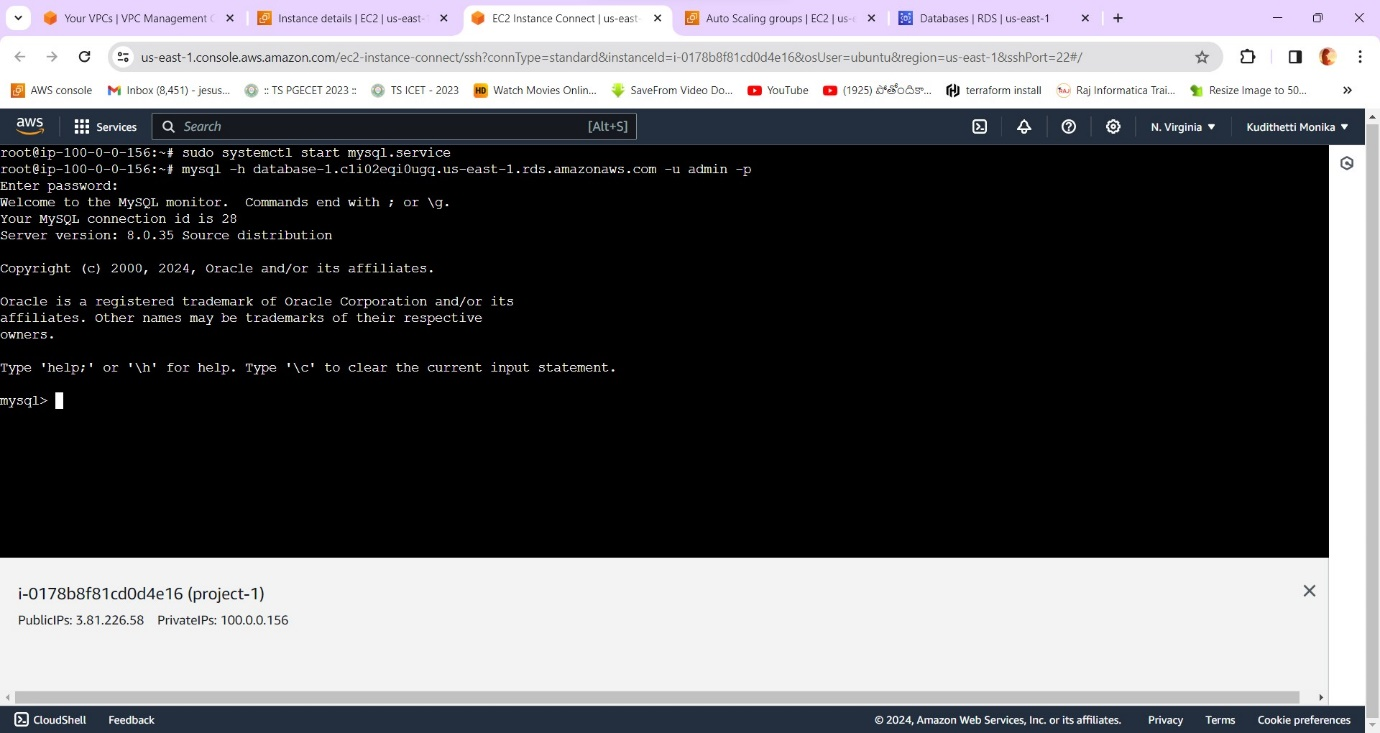 Your VPCs | VPC Management C
Instance details | EC2 | us-east-
EC2 Instance Connect | us-east-
Auto Scaling groups | EC2 | us-e
Databases | RDS | us-east-1
us-east-1.console.aws.amazon.com/ec2-instance-connect/ssh?connType=standard&instanceId=i-0178b8f81cd0d4e16&osUser=ubuntu&region=us-east-1&sshPort=22#/
AWS console
Inbox (8,451) - jesus...
:: TS PGECET 2023 ::
TS ICET - 2023
HD Watch Movies Onlin...
SaveFrom Video Do...
YouTube
(1925)
terraform install
Raj Informatica Trai...
Resize Image to 50...
aws
Services
Search
[Alt+S]
N. Virginia
Kudithetti Monika
root@ip-100-0-0-156:~# sudo systemctl start mysql.service
root@ip-100-0-0-156:~# mysql -h database-1.c1i02eqi0ugq.us-east-1.rds.amazonaws.com -u admin -p
Enter password:
Welcome to the MySQL monitor.  Commands end with ; or \g.
Your MySQL connection id is 28
Server version: 8.0.35 Source distribution
Copyright (c) 2000, 2024, Oracle and/or its affiliates.
Oracle is a registered trademark of Oracle Corporation and/or its
affiliates. Other names may be trademarks of their respective
owners.
Type 'help;' or '\h' for help. Type '\c' to clear the current input statement.
mysql>
i-0178b8f81cd0d4e16 (project-1)
PublicIPs: 3.81.226.58 PrivateIPs: 100.0.0.156
CloudShell
Feedback
© 2024, Amazon Web Services, Inc. or its affiliates.
Privacy
Terms
Cookie preferences